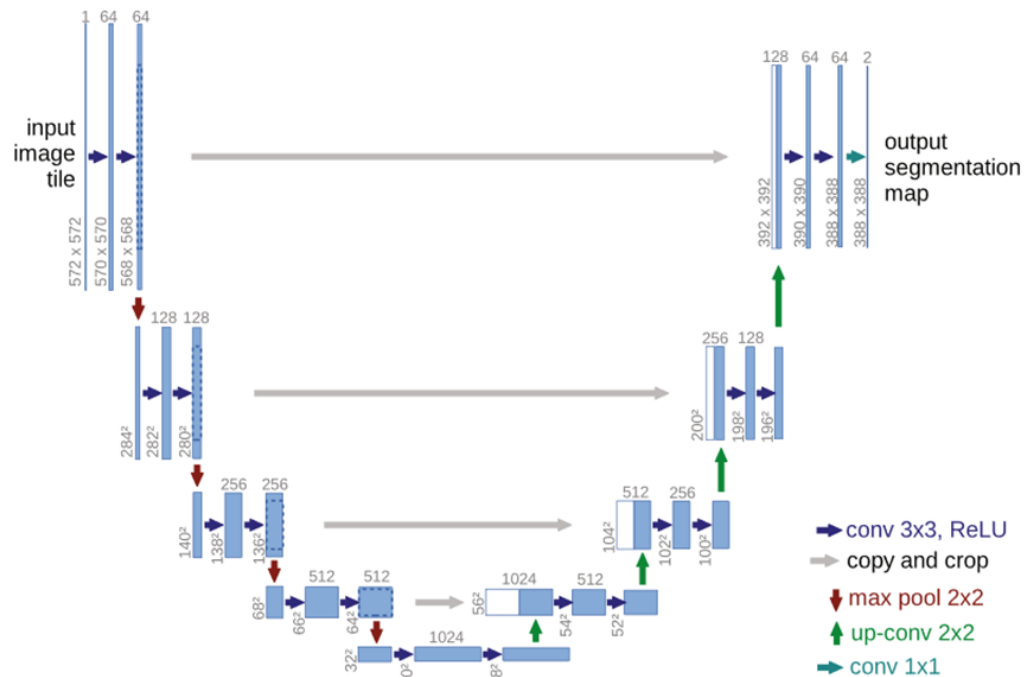 1 64 64
128 64 64 2
input
image
tile
output
segmentation
map
572 x 572
570 x 570
568 x 568
392 x 392
390 x 390
388 x 388
388 x 388
128 128
256 128
284²
282²
280²
200²
198²
196²
256 256
512 256
140²
138²
136²
104²
102²
100²
conv 3x3, ReLU
copy and crop
max pool 2x2
up-conv 2x2
conv 1x1
512 512
1024 512
68²
66²
64²
56²
54²
52²
1024
32²
0²
8²